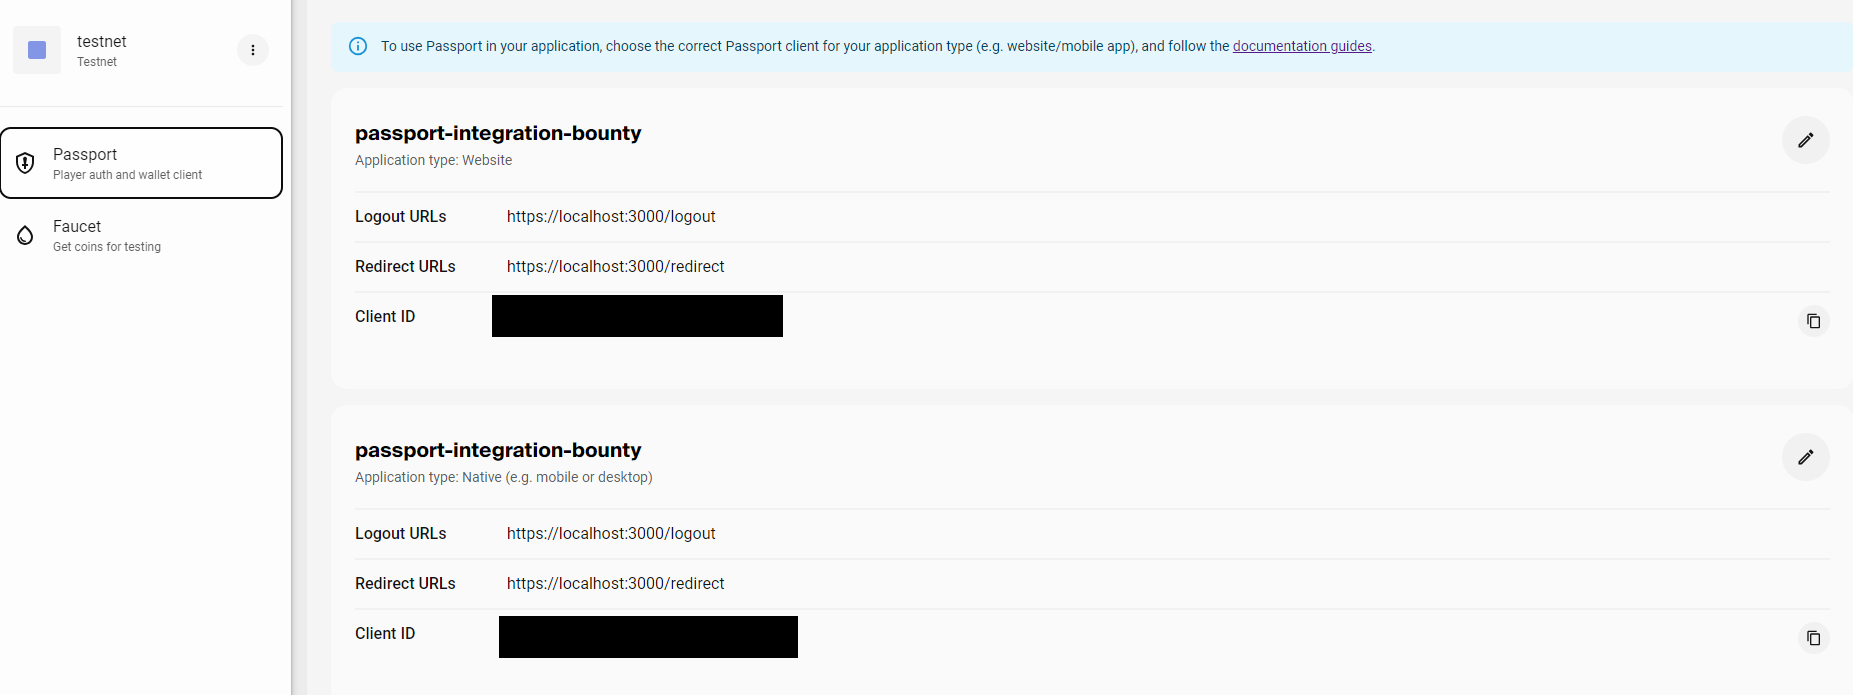 testnet
Testnet
Passport
Player auth and wallet client
Faucet
Get coins for testing
To use Passport in your application, choose the correct Passport client for your application type (e.g. website/mobile app), and follow the documentation guides.
passport-integration-bounty
Application type: Website
Logout URLs https://localhost:3000/logout
Redirect URLs https://localhost:3000/redirect
Client ID
passport-integration-bounty
Application type: Native (e.g. mobile or desktop)
Logout URLs https://localhost:3000/logout
Redirect URLs https://localhost:3000/redirect
Client ID